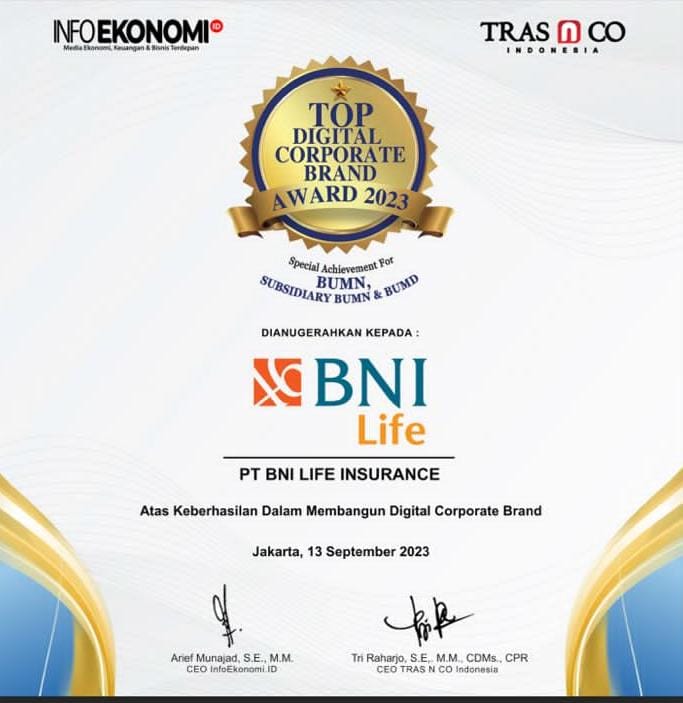 INFOEKONOMI ID
Media Ekonomi, Keuangan & Bisnis Terdepan
TRAS N CO
INDONESIA
TOP
DIGITAL
CORPORATE
BRAND
AWARD 2023
Special Achievement For
BUMN,
SUBSIDIARY BUMN & BUMD
DIANUGERAHKAN KEPADA :
BNI
Life
PT BNI LIFE INSURANCE
Atas Keberhasilan Dalam Membangun Digital Corporate Brand
Jakarta, 13 September 2023
Arief Munajad, S.E., M.M.
CEO InfoEkonomi.ID
Tri Raharjo, S.E,. M.M., CDMs., CPR
CEO TRAS N CO Indonesia